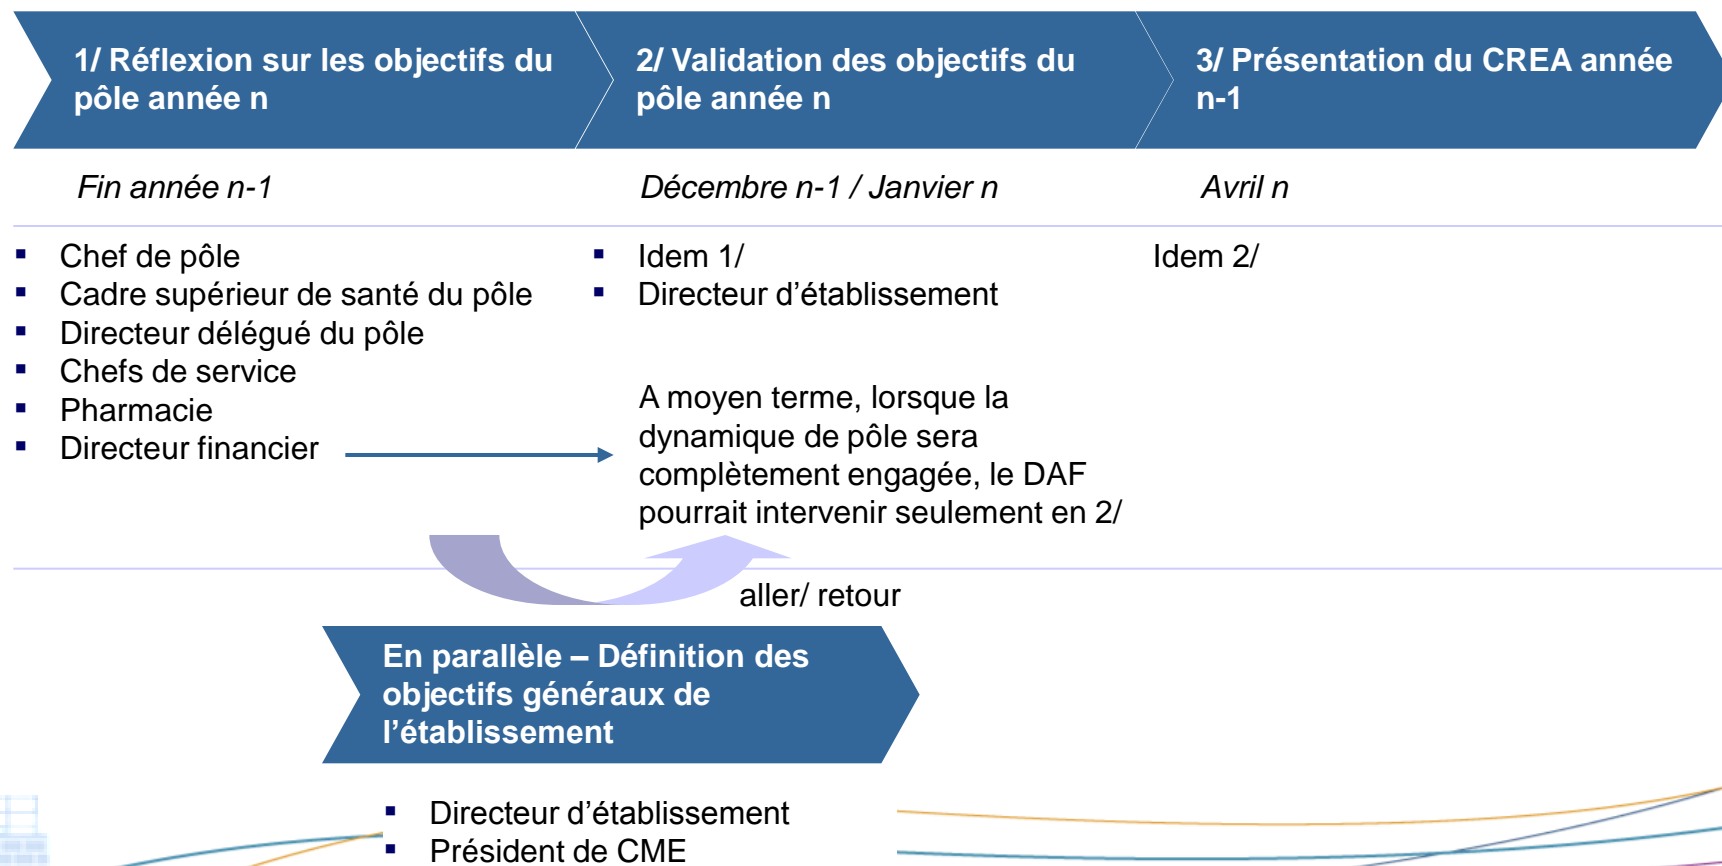 1/ Réflexion sur les objectifs du
pôle année n
2/ Validation des objectifs du
pôle année n
3/ Présentation du CREA année
n-1
Fin année n-1
Décembre n-1 / Janvier n
Avril n
▪ Chef de pôle
▪ Cadre supérieur de santé du pôle
▪ Directeur délégué du pôle
▪ Chefs de service
▪ Pharmacie
▪ Directeur financier
▪ Idem 1/
▪ Directeur d’établissement
A moyen terme, lorsque la
dynamique de pôle sera
complètement engagée, le DAF
pourrait intervenir seulement en 2/
Idem 2/
aller/ retour
En parallèle – Définition des
objectifs généraux de
l’établissement
▪ Directeur d’établissement
▪ Président de CME